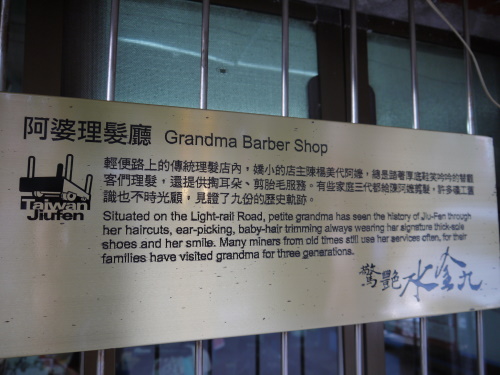 阿婆理髮廳 Grandma Barber Shop
輕便路上的傳統理髮店內，嬌小的店主陳楊美代阿嬤，總是踏著厚底鞋笑吟吟的替顧
客們理髮，還提供掏耳朵、剪胎毛服務。有些家庭三代都給陳阿嬤剪髮，許多礦工舊
識也不時光顧，見證了九份的歷史軌跡。
Taiwan
Jiufen
Situated on the Light-rail Road, petite grandma has seen the history of Jiu-Fen through
her haircuts, ear-picking, baby-hair trimming always wearing her signature thick-sole
shoes and her smile. Many miners from old times still use her services often, for their
families have visited grandma for three generations.
驚艷水金九